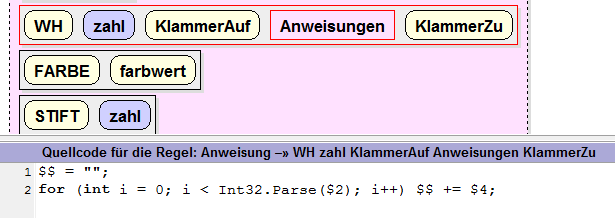 WH zahl KlammerAuf Anweisungen KlammerZu
FARBE farbwert
STIFT zahl
Quellcode für die Regel: Anweisung –» WH zahl KlammerAuf Anweisungen KlammerZu
1 $$ = "";
2 for (int i = 0; i < Int32.Parse($2); i++) $$ += $4;